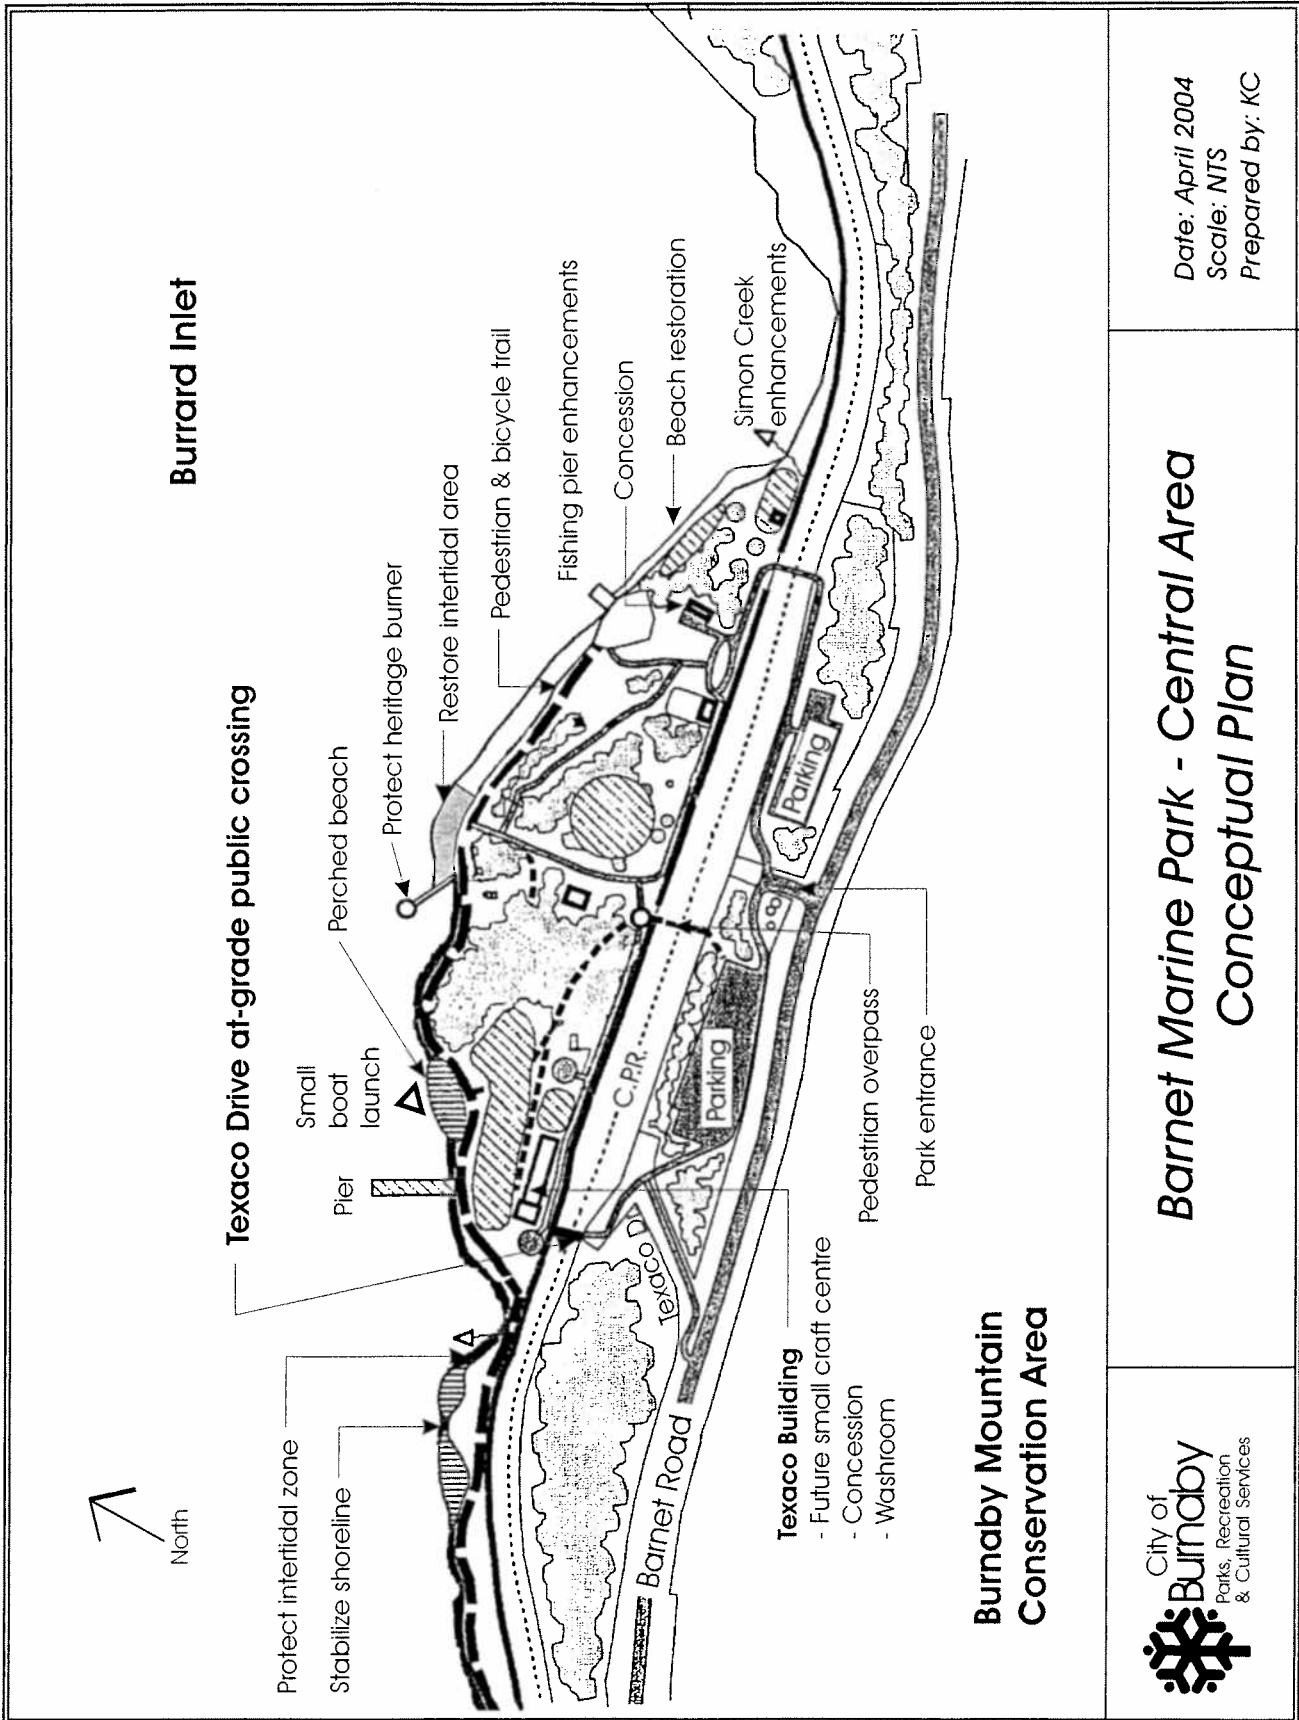 North
Burrard Inlet
Texaco Drive at-grade public crossing
Protect intertidal zone
Stabilize shoreline
Pier
Small
boat
launch
Perched beach
Protect heritage burner
Restore intertidal area
Pedestrian & bicycle trail
Fishing pier enhancements
Concession
Beach restoration
Simon Creek
enhancements
C.P.R.
Parking
Parking
Texaco D
Barnet Road
Texaco Building
- Future small craft centre
- Concession
- Washroom
Pedestrian overpass
Park entrance
Burnaby Mountain
Conservation Area
City of
Burnaby
Parks, Recreation
& Cultural Services
Barnet Marine Park - Central Area
Conceptual Plan
Date: April 2004
Scale: NTS
Prepared by: KC